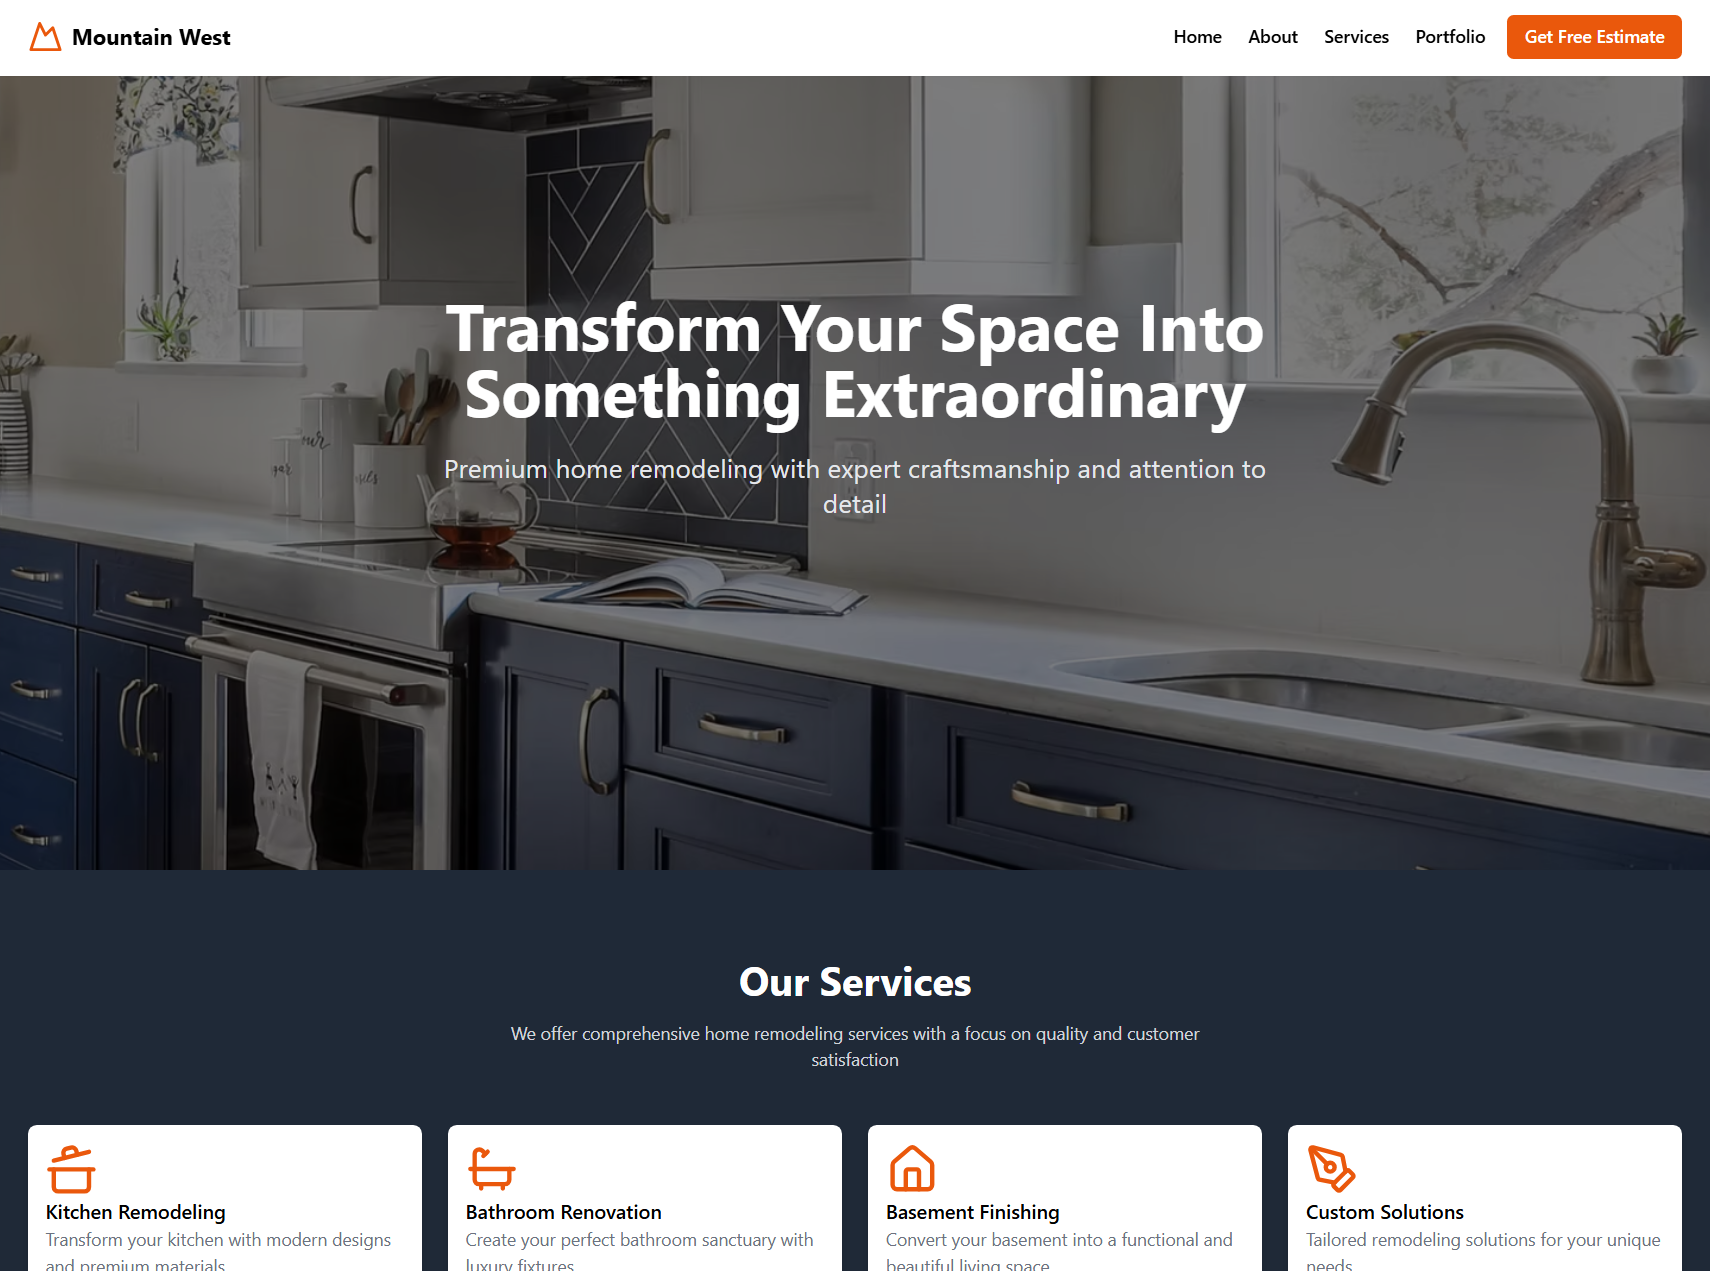 Mountain West
Home
About
Services
Portfolio
Get Free Estimate
Transform Your Space Into
Something Extraordinary
Premium home remodeling with expert craftsmanship and attention to
detail
Our Services
We offer comprehensive home remodeling services with a focus on quality and customer
satisfaction
Kitchen Remodeling
Transform your kitchen with modern designs
and premium materials
Bathroom Renovation
Create your perfect bathroom sanctuary with
luxury fixtures
Basement Finishing
Convert your basement into a functional and
beautiful living space
Custom Solutions
Tailored remodeling solutions for your unique
needs